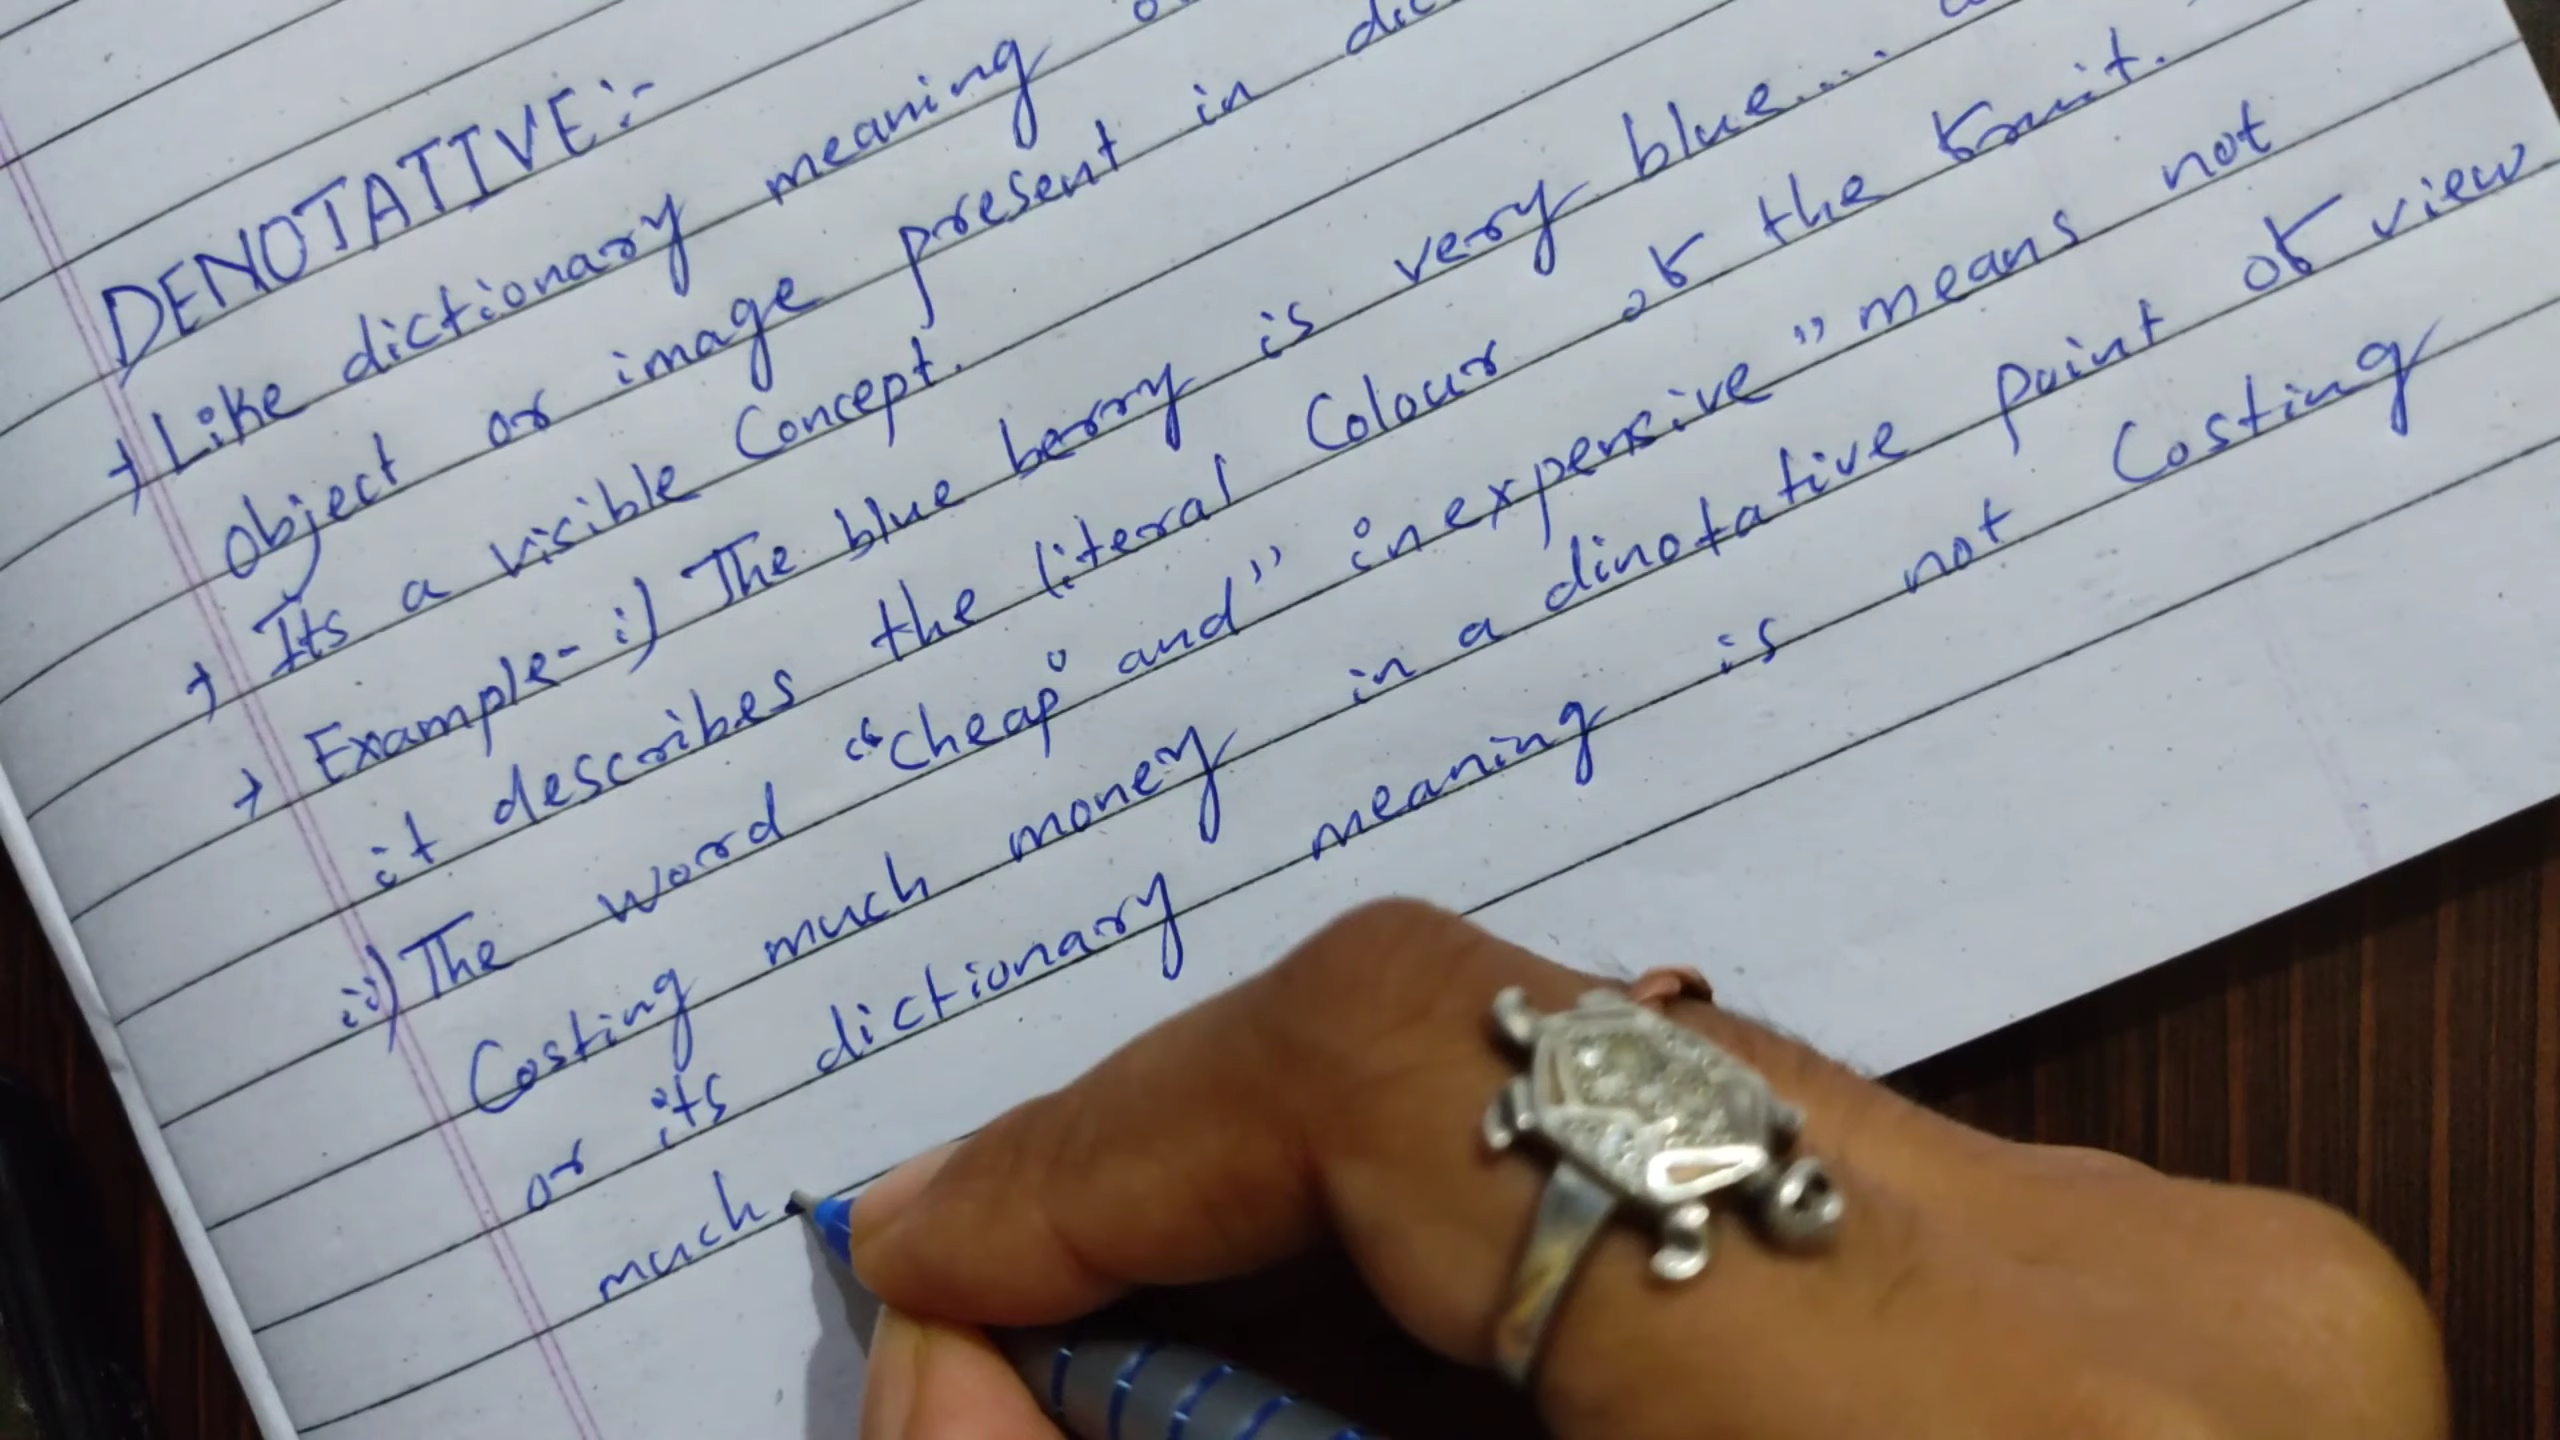 DENOTATIVE:-
→ Like dictionary meaning
object or image present in
→ Its a visible Concept.
→ Example- i) The blue berry is very blue....
it describes the literal Colour of the fruit.
ii) The word "cheap" and" inexpensive" means not
Costing much money in a dinotative point of view
or its dictionary meaning is not Costing
much